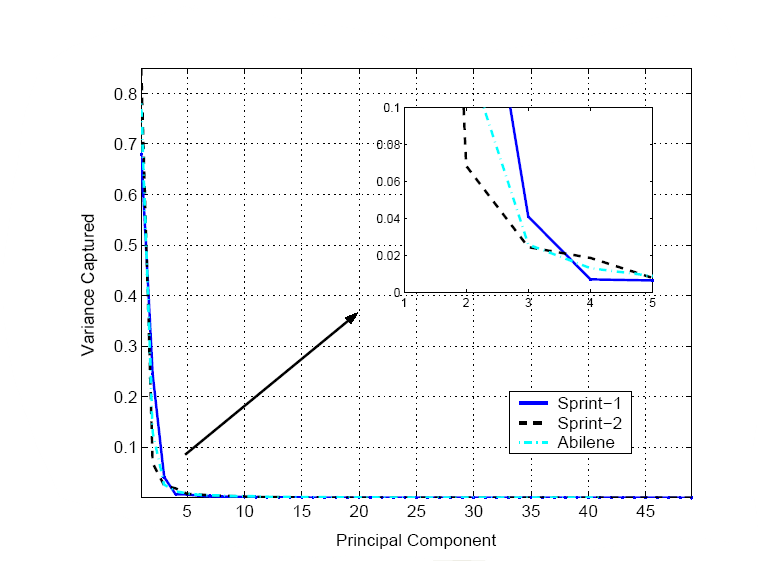 0.8
0.7
0.6
0.5
0.4
0.3
0.2
0.1
Variance Captured
5 10 15 20 25 30 35 40 45
Principal Component
0.1
0.08
0.06
0.04
0.02
0
1 2 3 4 5
Sprint−1
Sprint−2
Abilene